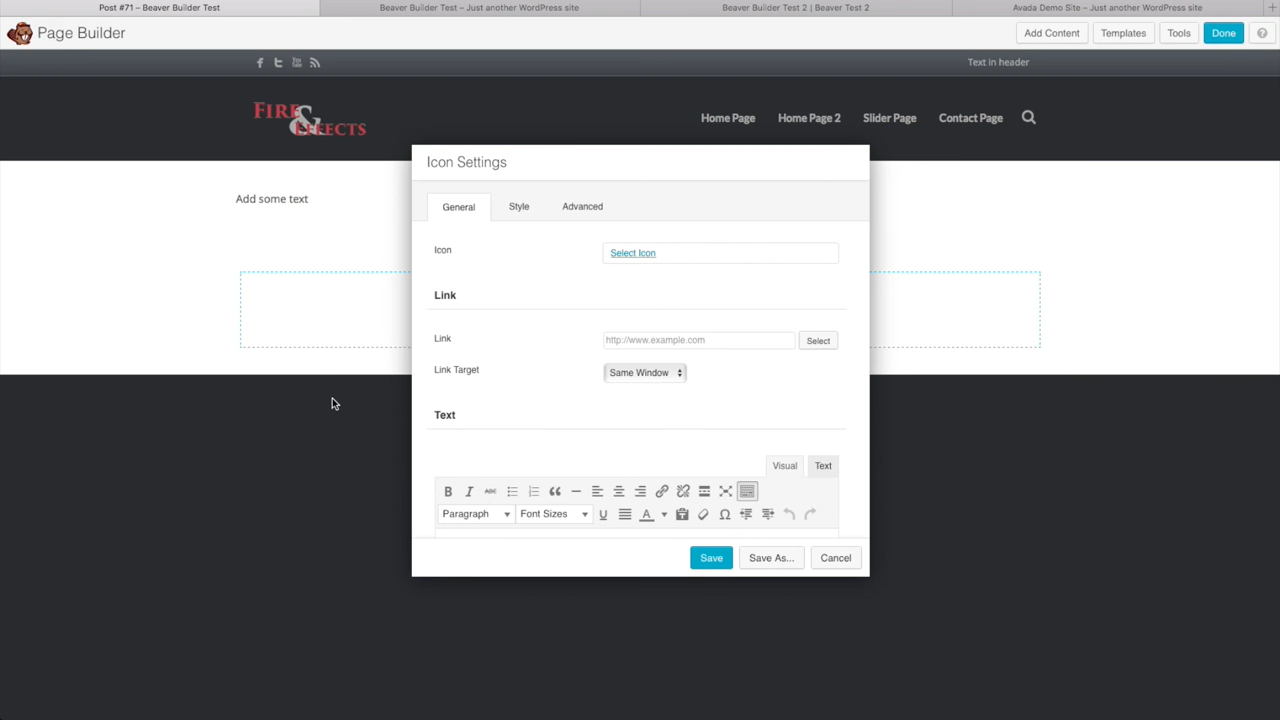 Post #71 – Beaver Builder Test
Beaver Builder Test – Just another WordPress site
Beaver Builder Test 2 | Beaver Builder Test 2
Avada Demo Site – Just another WordPress site
Page Builder
Add Content
Templates
Tools
Done
Text in header
FIRE & EFFECTS
Home Page
Home Page 2
Slider Page
Contact Page
Icon Settings
General
Style
Advanced
Add some text
Icon
Select Icon
Link
Link
http://www.example.com
Select
Link Target
Same Window
Text
Visual
Text
B I ABC
Paragraph
Font Sizes
U
A
Ω
Save
Save As...
Cancel